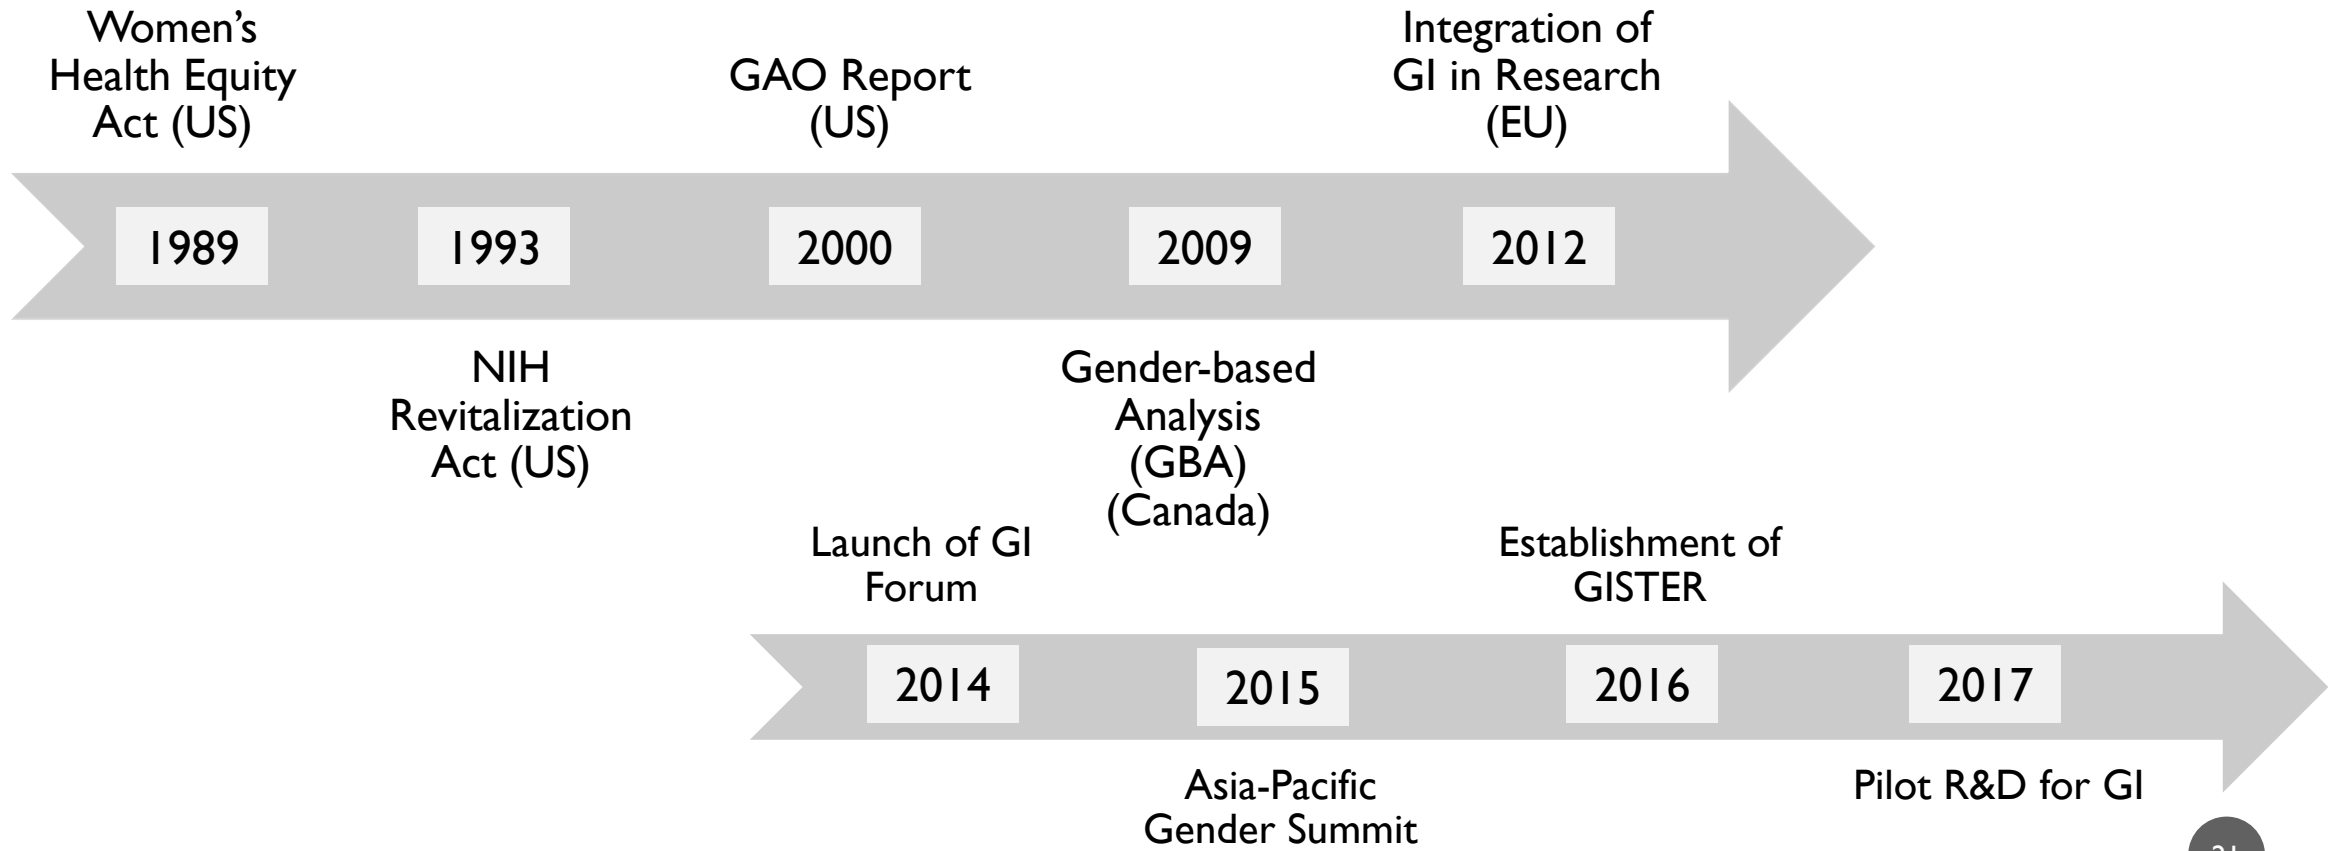 Women's
Health Equity
Act (US)
GAO Report
(US)
Integration of
GI in Research
(EU)
1989
1993
2000
2009
2012
NIH
Revitalization
Act (US)
Gender-based
Analysis
(GBA)
(Canada)
Launch of GI
Forum
Establishment of
GISTER
2014
2015
2016
2017
Asia-Pacific
Gender Summit
Pilot R&D for GI